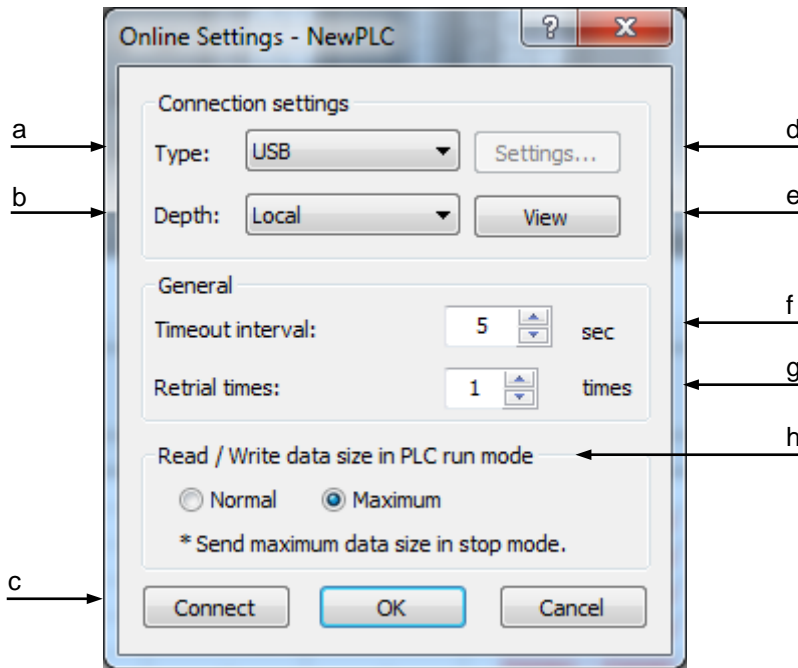 Online Settings - NewPLC
?
X
Connection settings
a
Type: USB Settings... d
b
Depth: Local View e
General
Timeout interval: 5 sec f
Retrial times: 1 times g
Read / Write data size in PLC run mode h
Normal Maximum
* Send maximum data size in stop mode.
c
Connect OK Cancel